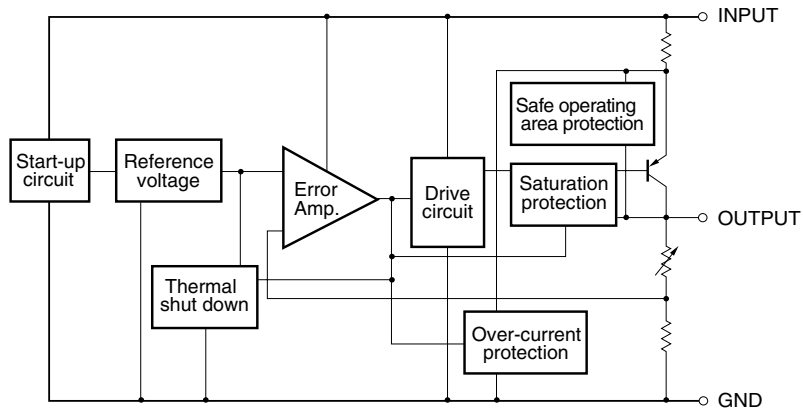 INPUT
Safe operating
area protection
Start-up
circuit
Reference
voltage
Error
Amp.
Drive
circuit
Saturation
protection
OUTPUT
Thermal
shut down
Over-current
protection
GND